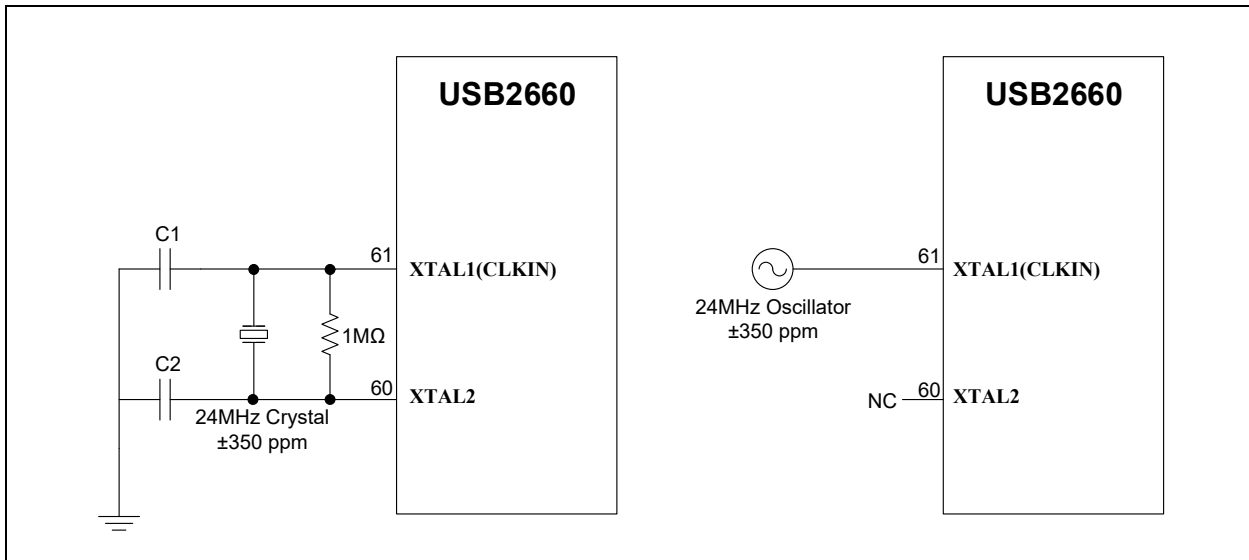 USB2660
C1
61
XTAL1(CLKIN)
1MΩ
C2
60
XTAL2
24MHz Crystal
±350 ppm
USB2660
61
XTAL1(CLKIN)
24MHz Oscillator
±350 ppm
NC
60
XTAL2